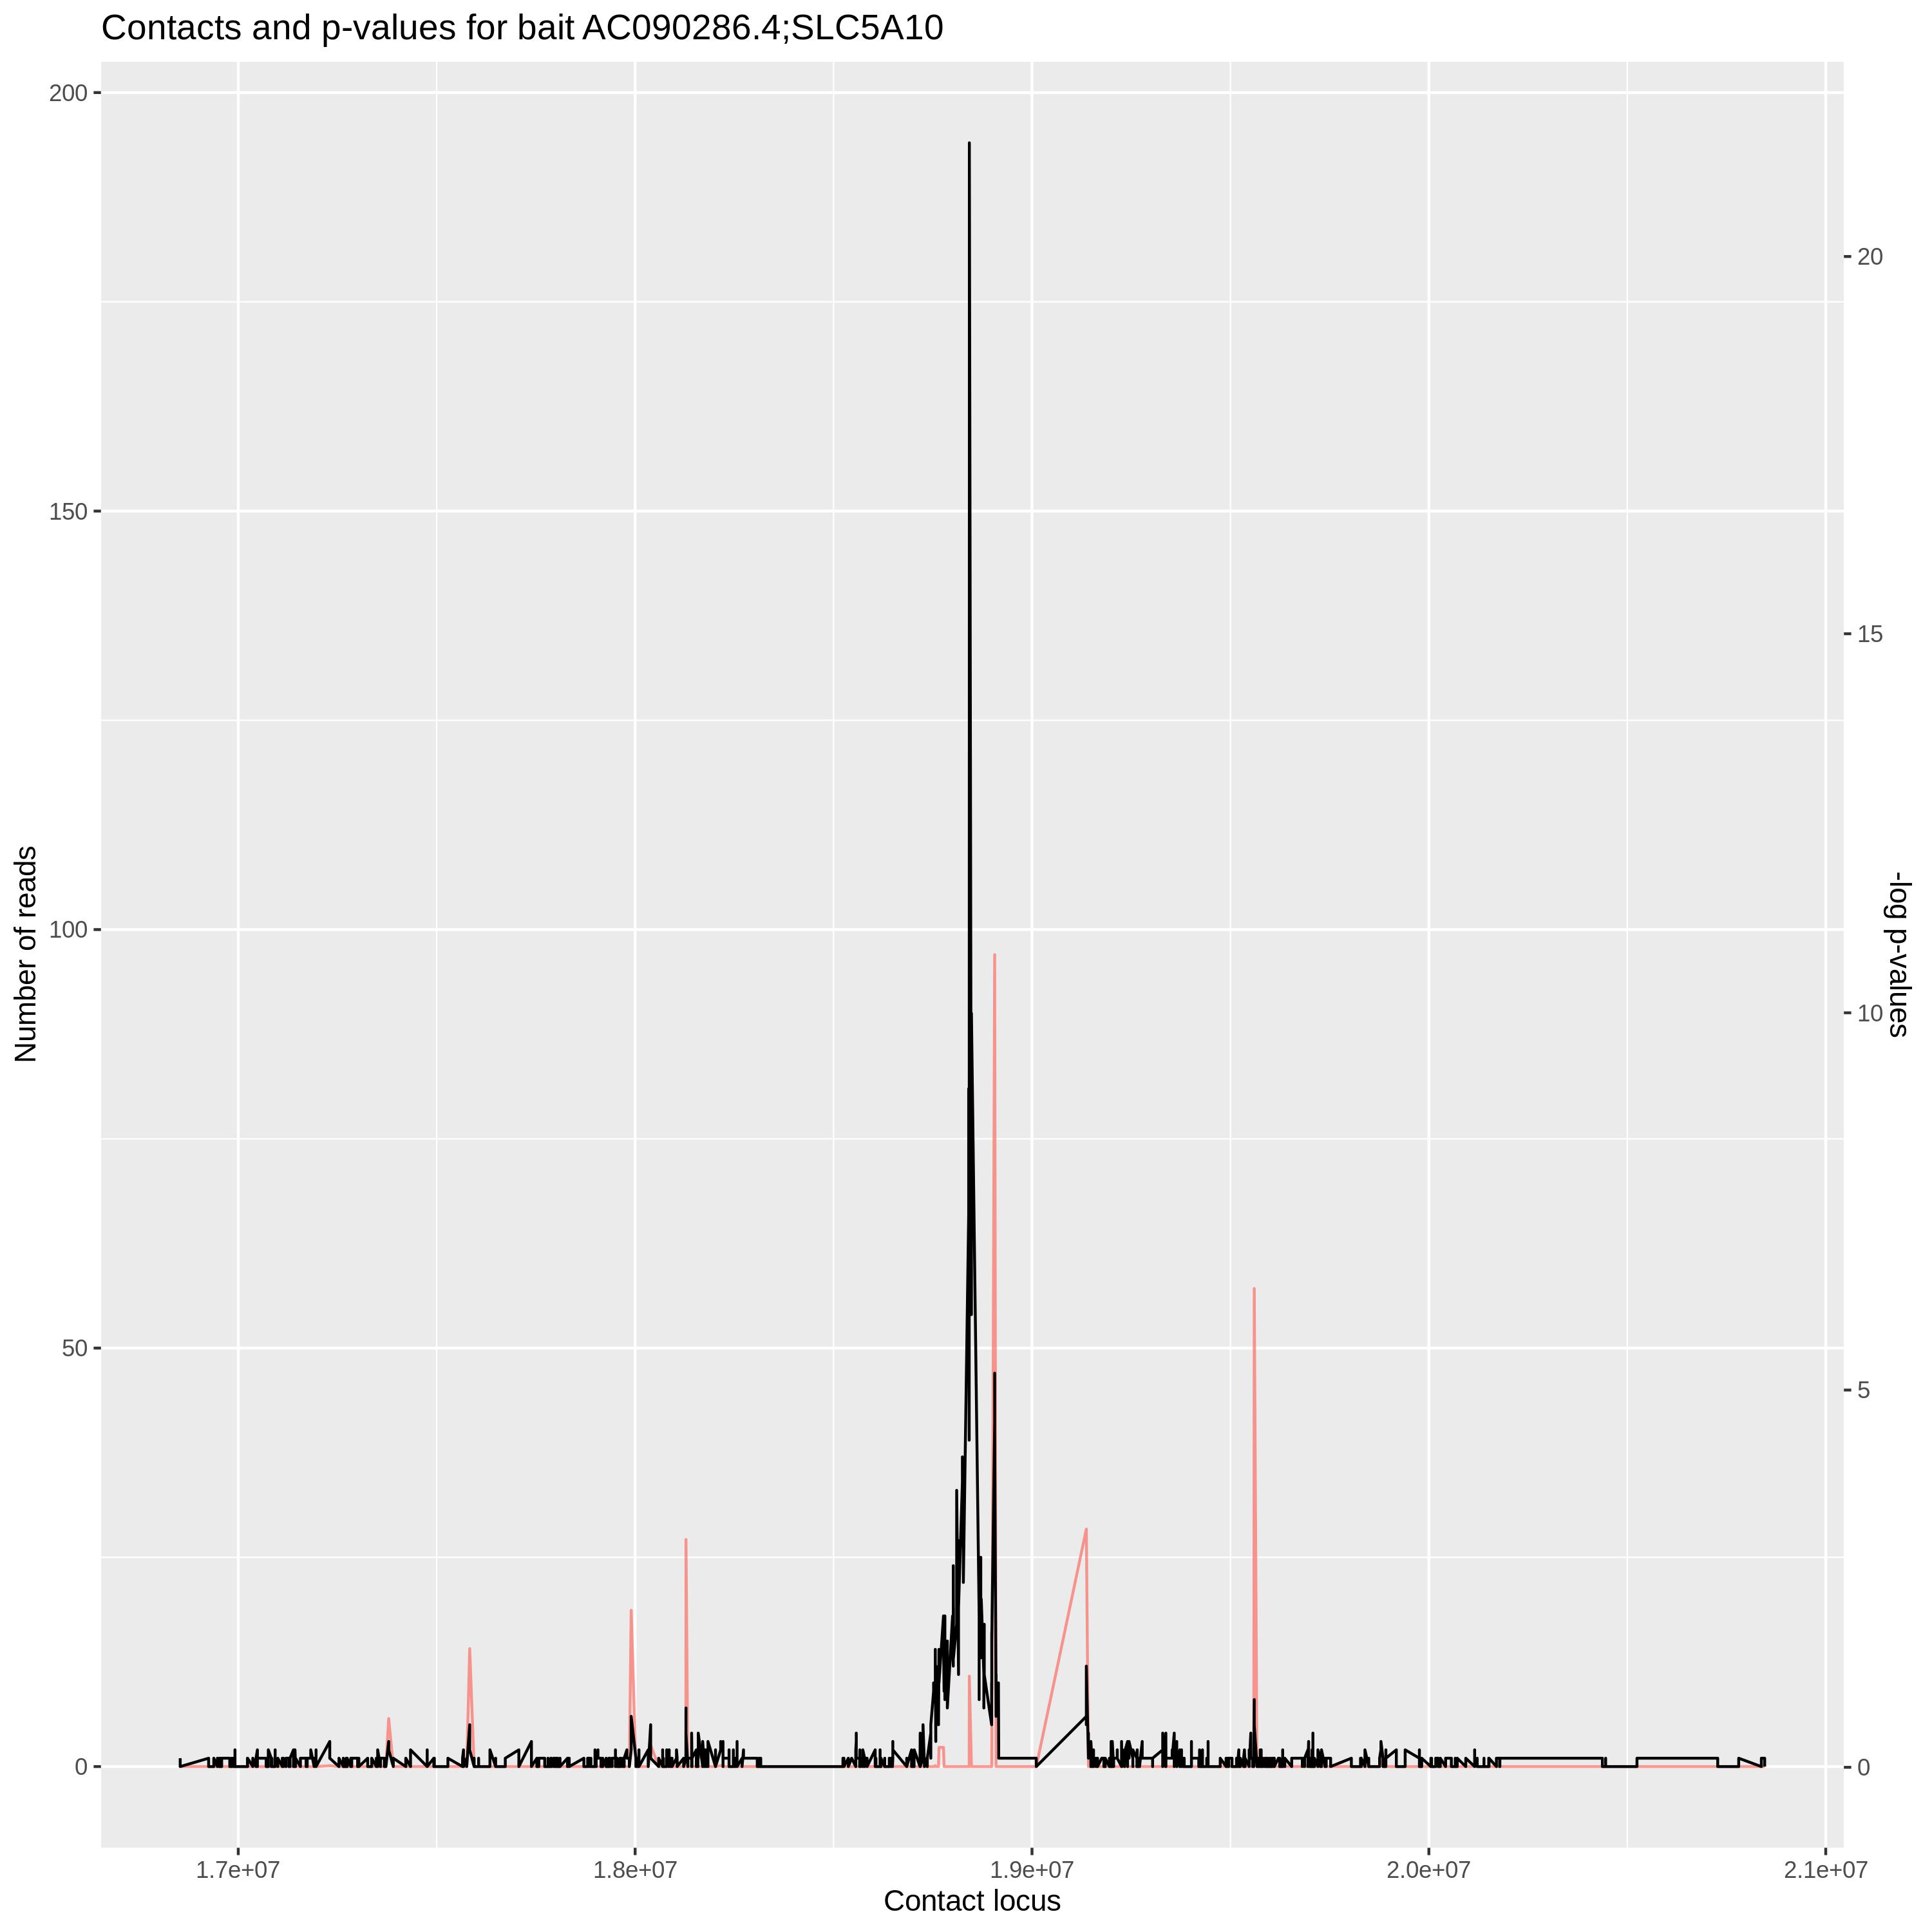 Contacts and p-values for bait AC090286.4;SLC5A10
200
150
100
50
0
Number of reads
20
15
10
5
0
-log p-values
1.7e+07
1.8e+07
1.9e+07
2.0e+07
2.1e+07
Contact locus